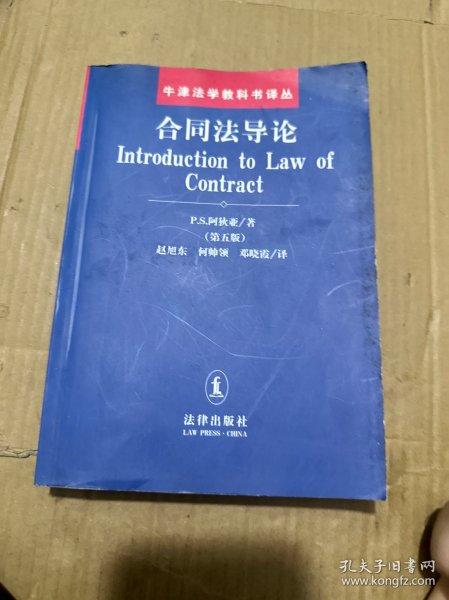 牛津法学教科书译丛
合同法导论
Introduction to Law of
Contract
P.S.阿狄亚/著
(第五版)
赵旭东 何帅领 邓晓霞/译
法律出版社
LAW PRESS·CHINA
孔夫子旧书网
www.kongfz.com